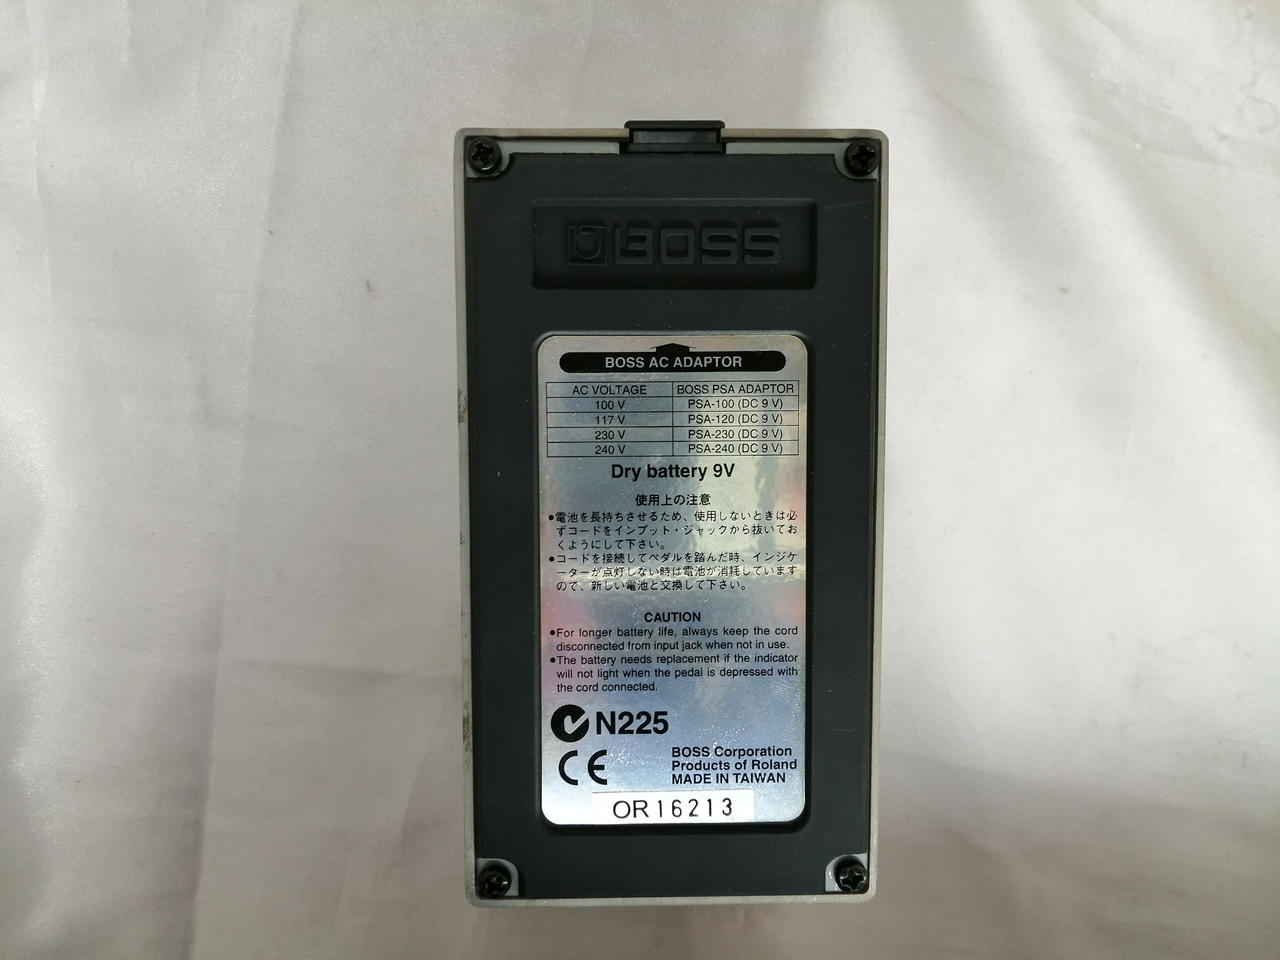 BOSS
BOSS AC ADAPTOR
AC VOLTAGE BOSS PSA ADAPTOR
100 V PSA-100 (DC 9 V)
117 V PSA-120 (DC 9 V)
230 V PSA-230 (DC 9 V)
240 V PSA-240 (DC 9 V)
Dry battery 9V
使用上の注意
●電池を長持ちさせるため、使用しないときは必
ずコードをインプット・ジャックから抜いてお
くようにして下さい。
●コードを接続してペダルを踏んだ時、インジケ
ーターが点灯しない時は電池が消耗しています
ので、新しい電池と交換して下さい。
CAUTION
●For longer battery life, always keep the cord
disconnected from input jack when not in use.
●The battery needs replacement if the indicator
will not light when the pedal is depressed with
the cord connected.
N225
CE
BOSS Corporation
Products of Roland
MADE IN TAIWAN
OR16213